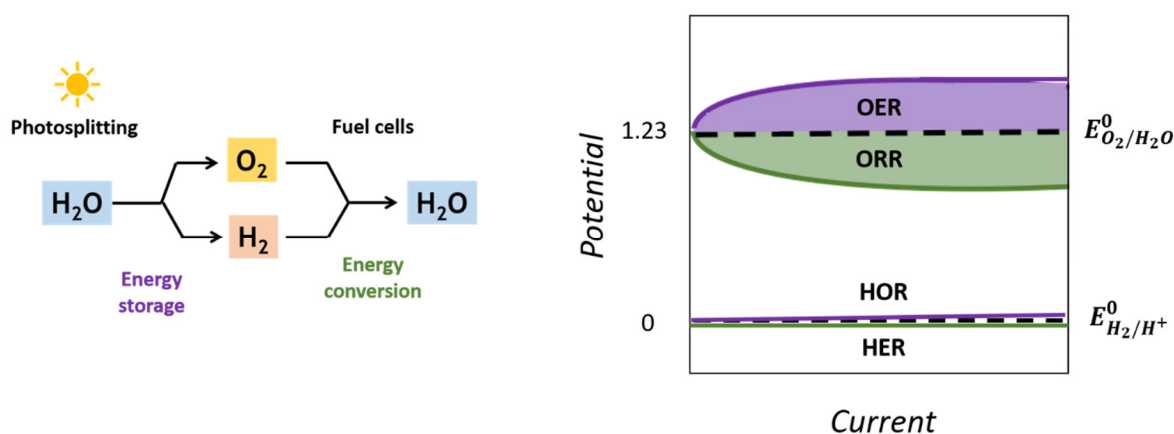 Photosplitting
Fuel cells
H₂O
O₂
H₂
H₂O
Energy
storage
Energy
conversion
Potential
1.23
0
OER
ORR
HOR
HER
E⁰O₂/H₂O
E⁰H₂/H⁺
Current